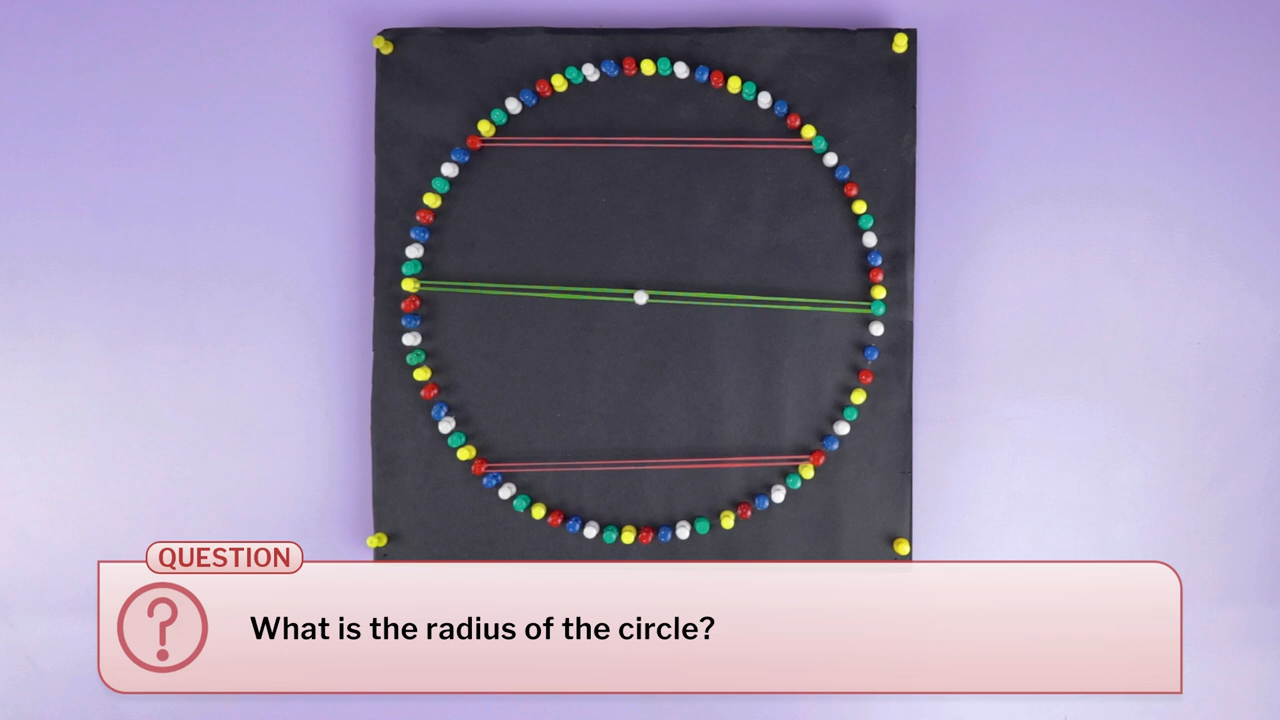 QUESTION
What is the radius of the circle?